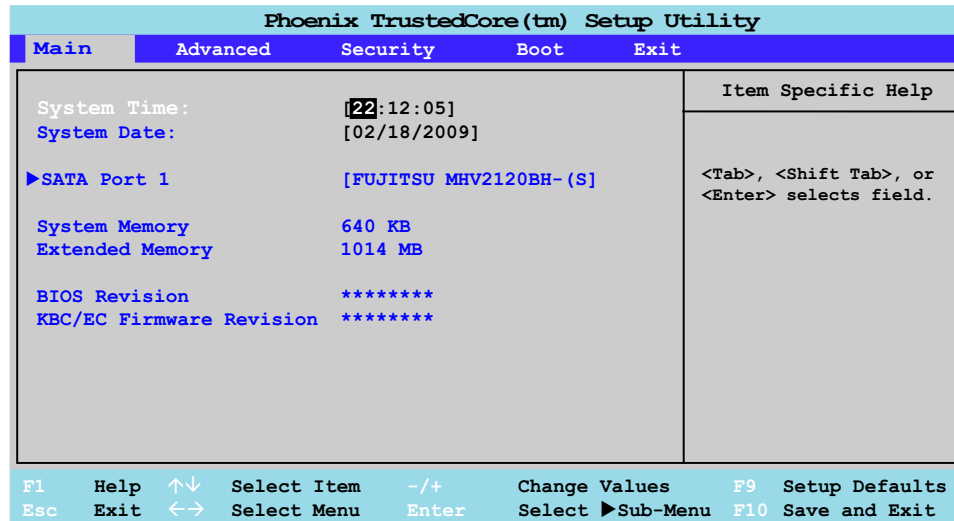 Phoenix TrustedCore(tm) Setup Utility
Main Advanced Security Boot Exit
System Time: [22:12:05]
System Date: [02/18/2009]
▶SATA Port 1 [FUJITSU MHV2120BH-(S]
System Memory 640 KB
Extended Memory 1014 MB
BIOS Revision ********
KBC/EC Firmware Revision ********
Item Specific Help
<Tab>, <Shift Tab>, or
<Enter> selects field.
F1 Help ↑↓ Select Item -/+ Change Values F9 Setup Defaults
Esc Exit ←→ Select Menu Enter Select ▶Sub-Menu F10 Save and Exit